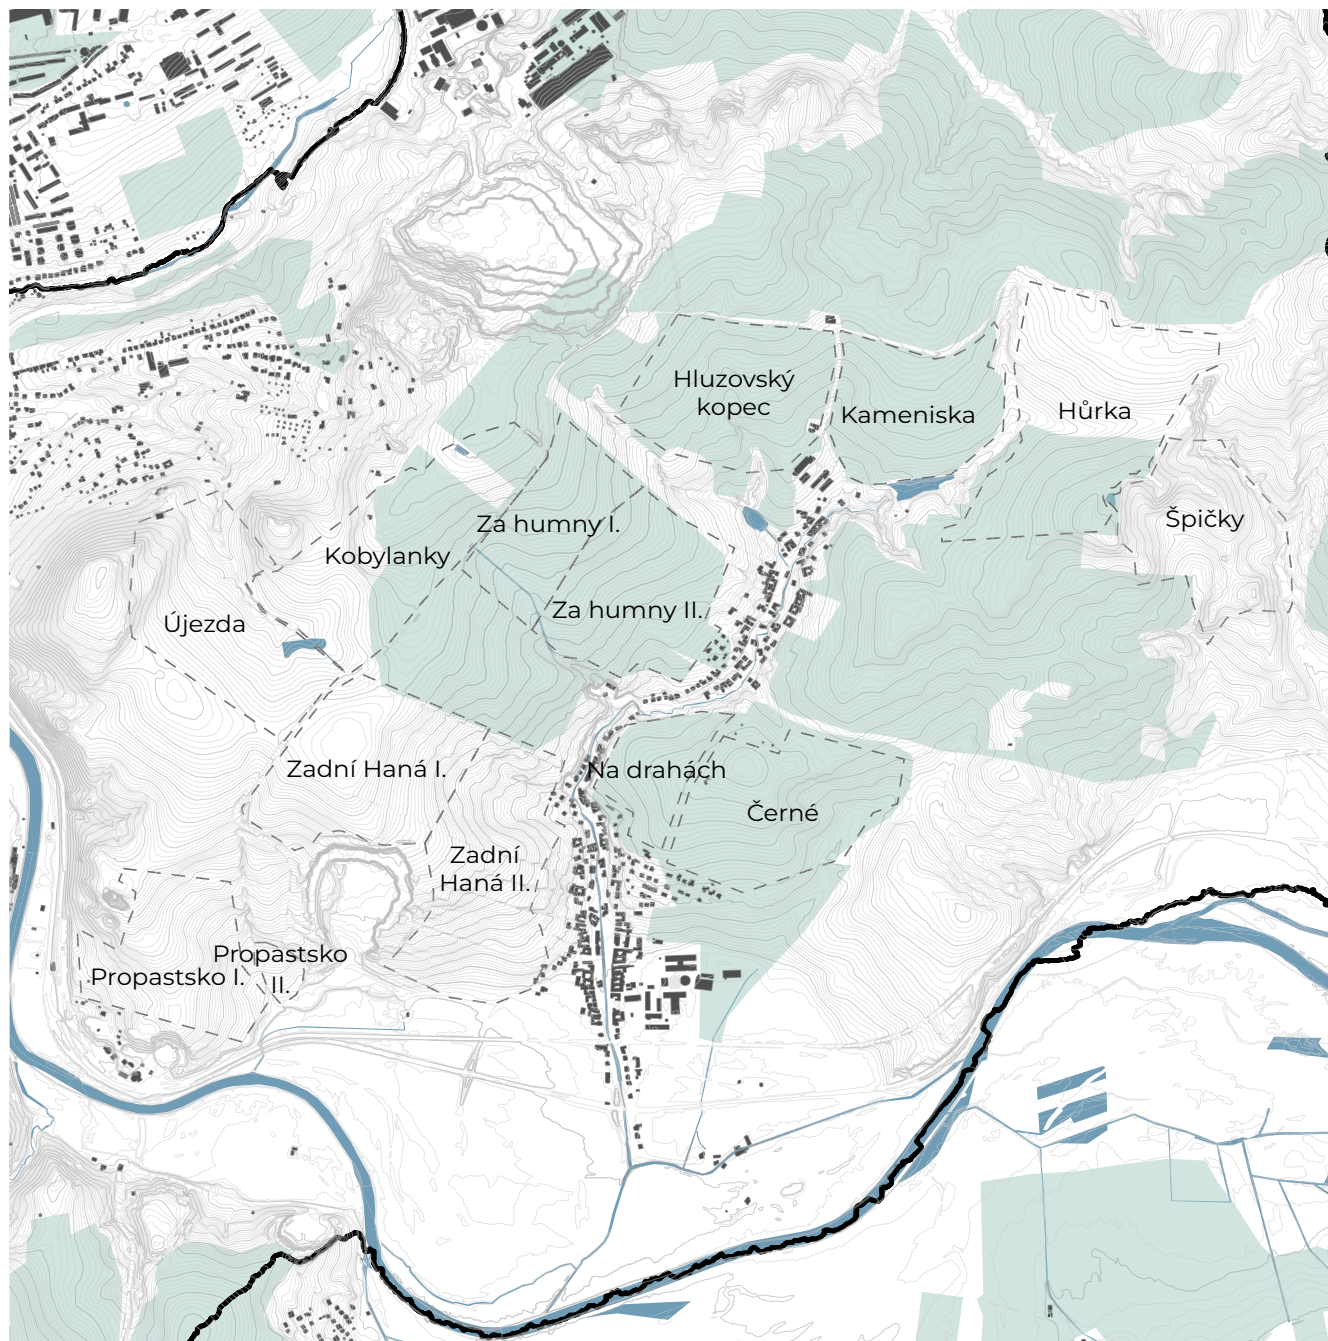 Hluzovský
kopec
Kameniska
Hůrka
Špičky
Za humny I.
Kobylanky
Za humny II.
Újezda
Zadní Haná I.
Na drahách
Černé
Zadní
Haná II.
Propastsko
II.
Propastsko I.